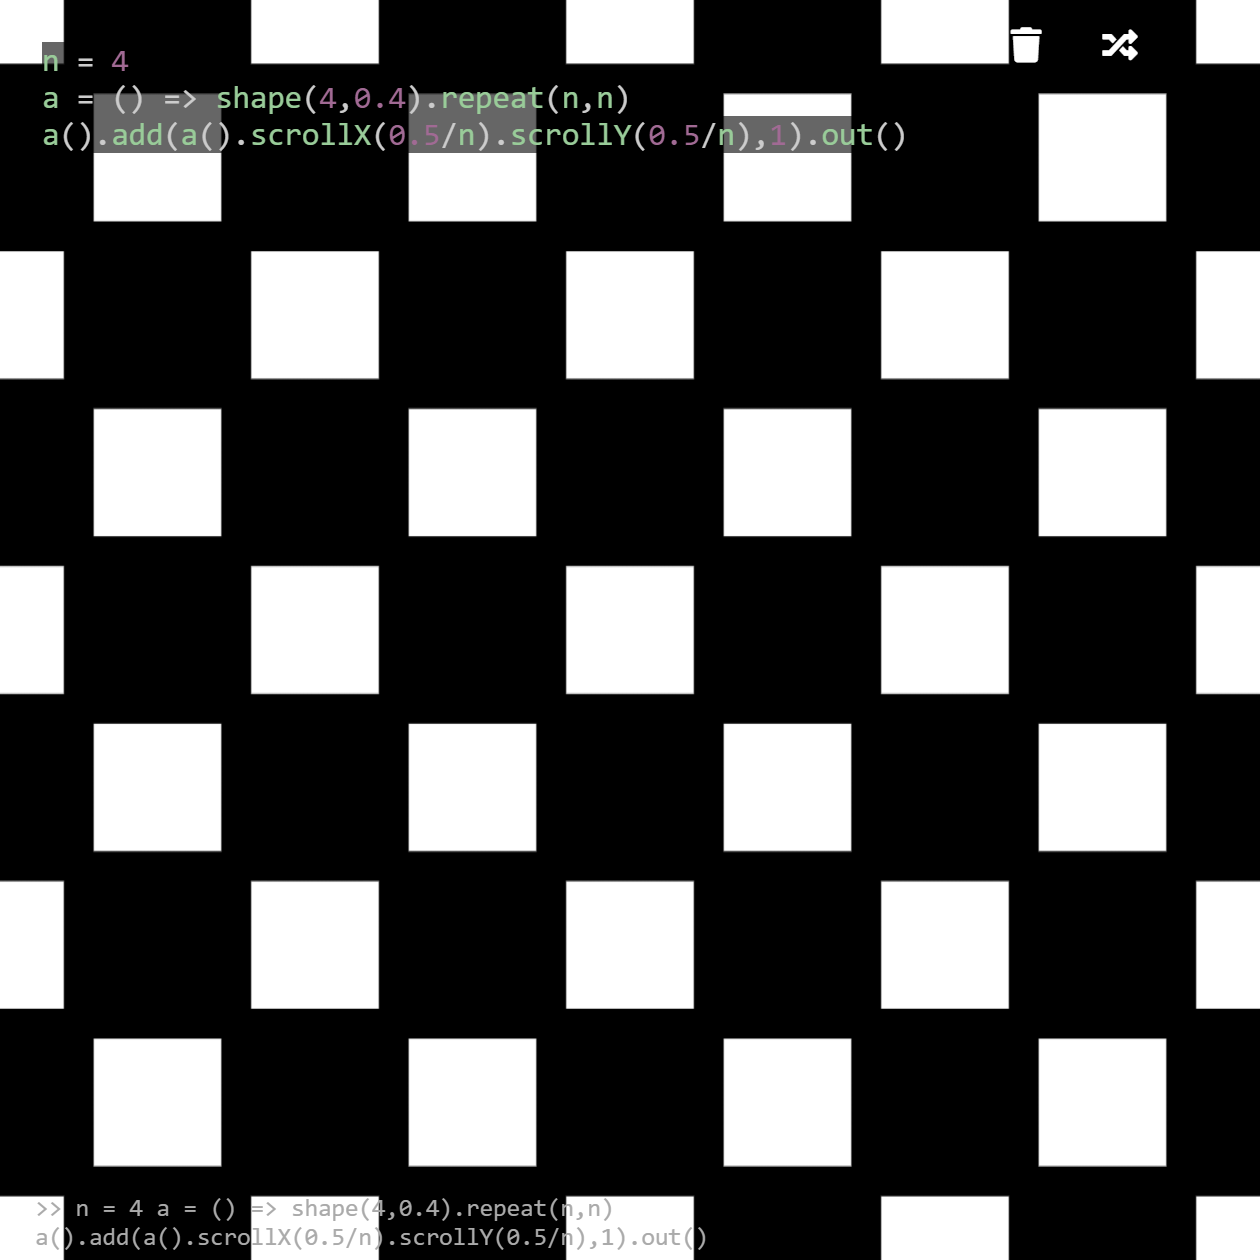 n = 4
a = () => shape(4,0.4).repeat(n,n)
a().add(a().scrollX(0.5/n).scrollY(0.5/n),1).out()
>> n = 4 a = () => shape(4,0.4).repeat(n,n)
a().add(a().scrollX(0.5/n).scrollY(0.5/n),1).out()